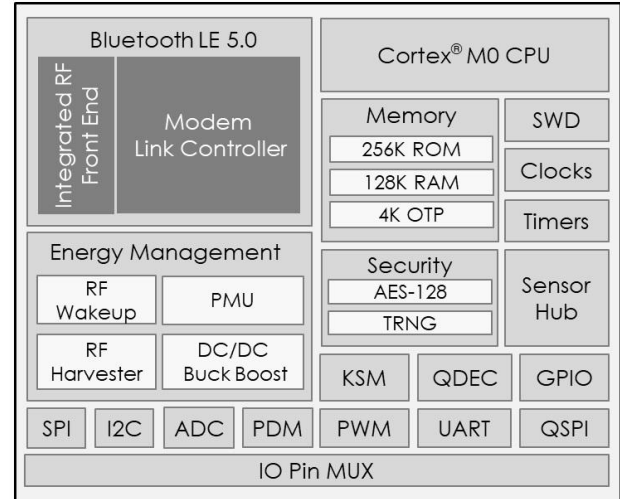 Bluetooth LE 5.0
Integrated RF
Front End
Modem
Link Controller
Cortex® M0 CPU
Memory
256K ROM
128K RAM
4K OTP
SWD
Clocks
Timers
Energy Management
RF
Wakeup
PMU
RF
Harvester
DC/DC
Buck Boost
Security
AES-128
TRNG
Sensor
Hub
KSM
QDEC
GPIO
SPI
I2C
ADC
PDM
PWM
UART
QSPI
IO Pin MUX